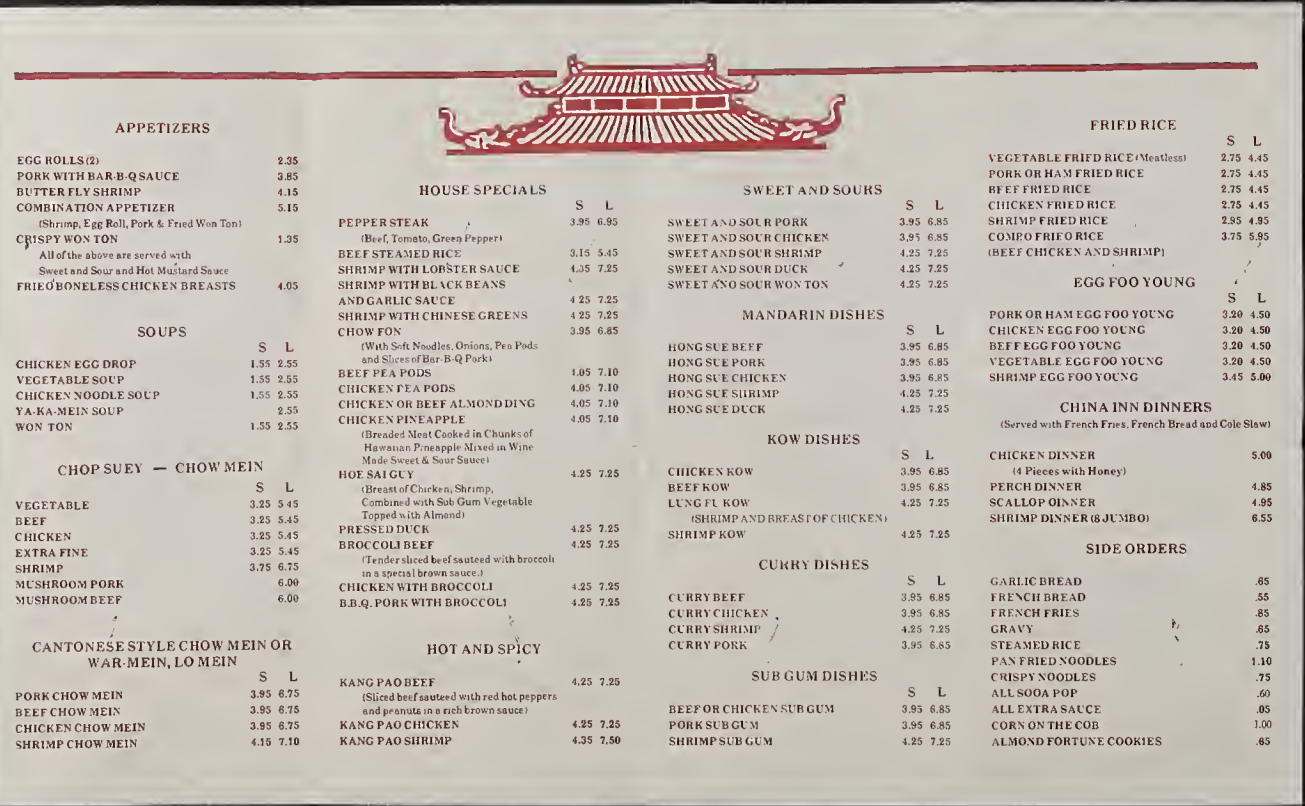 APPETIZERS
EGG ROLLS (2) 2.35
PORK WITH BAR-B-Q SAUCE 3.85
BUTTER FLY SHRIMP 4.15
COMBINATION APPETIZER 5.15
(Shrimp, Egg Roll, Pork & Fried Won Ton)
CRISPY WON TON 1.35
All of the above are served with
Sweet and Sour and Hot Mustard Sauce
FRIED BONELESS CHICKEN BREASTS 4.05
SOUPS
S L
CHICKEN EGG DROP 1.55 2.55
VEGETABLE SOUP 1.55 2.55
CHICKEN NOODLE SOUP 1.55 2.55
YA-KA-MEIN SOUP 2.55
WON TON 1.55 2.55
CHOP SUEY — CHOW MEIN
S L
VEGETABLE 3.25 5.45
BEEF 3.25 5.45
CHICKEN 3.25 5.45
EXTRA FINE 3.25 5.45
SHRIMP 3.75 6.75
MUSHROOM PORK 6.00
MUSHROOM BEEF 6.00
CANTONESE STYLE CHOW MEIN OR
WAR-MEIN, LO MEIN
S L
PORK CHOW MEIN 3.95 6.75
BEEF CHOW MEIN 3.95 6.75
CHICKEN CHOW MEIN 3.95 6.75
SHRIMP CHOW MEIN 4.15 7.10
HOUSE SPECIALS
S L
PEPPER STEAK 3.95 6.95
(Beef, Tomato, Green Pepper)
BEEF STEAMED RICE 3.15 5.45
SHRIMP WITH LOBSTER SAUCE 4.35 7.25
SHRIMP WITH BLACK BEANS
AND GARLIC SAUCE 4 25 7.25
SHRIMP WITH CHINESE GREENS 4 25 7.25
CHOW FON 3.95 6.85
(With Soft Noodles, Onions, Pea Pods
and Slices of Bar-B-Q Pork)
BEEF PEA PODS 4.05 7.10
CHICKEN PEA PODS 4.05 7.10
CHICKEN OR BEEF ALMOND DING 4.05 7.10
CHICKEN PINEAPPLE 4.05 7.10
(Breaded Meat Cooked in Chunks of
Hawaiian Pineapple Mixed in Wine
Made Sweet & Sour Sauce)
HOE SAI GUY 4.25 7.25
(Breast of Chicken, Shrimp,
Combined with Sub Gum Vegetable
Topped with Almond)
PRESSED DUCK 4.25 7.25
BROCCOLI BEEF 4.25 7.25
(Tender sliced beef sauteed with broccoli
in a special brown sauce.)
CHICKEN WITH BROCCOLI 4.25 7.25
B.B.Q. PORK WITH BROCCOLI 4.25 7.25
HOT AND SPICY
KANG PAO BEEF 4.25 7.25
(Sliced beef sauteed with red hot peppers
and peanuts in a rich brown sauce)
KANG PAO CHICKEN 4.25 7.25
KANG PAO SHRIMP 4.35 7.50
SWEET AND SOURS
S L
SWEET AND SOUR PORK 3.95 6.85
SWEET AND SOUR CHICKEN 3.95 6.85
SWEET AND SOUR SHRIMP 4.25 7.25
SWEET AND SOUR DUCK 4.25 7.25
SWEET AND SOUR WON TON 4.25 7.25
MANDARIN DISHES
S L
HONG SUE BEEF 3.95 6.85
HONG SUE PORK 3.95 6.85
HONG SUE CHICKEN 3.95 6.85
HONG SUE SHRIMP 4.25 7.25
HONG SUE DUCK 4.25 7.25
KOW DISHES
S L
CHICKEN KOW 3.95 6.85
BEEF KOW 3.95 6.85
LUNG FL KOW 4.25 7.25
(SHRIMP AND BREAST OF CHICKEN)
SHRIMP KOW 4.25 7.25
CURRY DISHES
S L
CURRY BEEF 3.95 6.85
CURRY CHICKEN 3.95 6.85
CURRY SHRIMP 4.25 7.25
CURRY PORK 3.95 6.85
SUB GUM DISHES
S L
BEEF OR CHICKEN SUB GUM 3.95 6.85
PORK SUB GUM 3.95 6.85
SHRIMP SUB GUM 4.25 7.25
FRIED RICE
S L
VEGETABLE FRIED RICE (Meatless) 2.75 4.45
PORK OR HAM FRIED RICE 2.75 4.45
BEEF FRIED RICE 2.75 4.45
CHICKEN FRIED RICE 2.75 4.45
SHRIMP FRIED RICE 2.95 4.95
COMBO FRIED RICE 3.75 5.95
(BEEF CHICKEN AND SHRIMP)
EGG FOO YOUNG
S L
PORK OR HAM EGG FOO YOUNG 3.20 4.50
CHICKEN EGG FOO YOUNG 3.20 4.50
BEEF EGG FOO YOUNG 3.20 4.50
VEGETABLE EGG FOO YOUNG 3.20 4.50
SHRIMP EGG FOO YOUNG 3.45 5.00
CHINA INN DINNERS
(Served with French Fries, French Bread and Cole Slaw)
CHICKEN DINNER 5.00
(4 Pieces with Honey)
PERCH DINNER 4.85
SCALLOP DINNER 4.95
SHRIMP DINNER (8 JUMBO) 6.55
SIDE ORDERS
GARLIC BREAD .65
FRENCH BREAD .55
FRENCH FRIES .85
GRAVY .65
STEAMED RICE .75
PAN FRIED NOODLES 1.10
CRISPY NOODLES .75
ALL SODA POP .60
ALL EXTRA SAUCE .05
CORN ON THE COB 1.00
ALMOND FORTUNE COOKIES .65